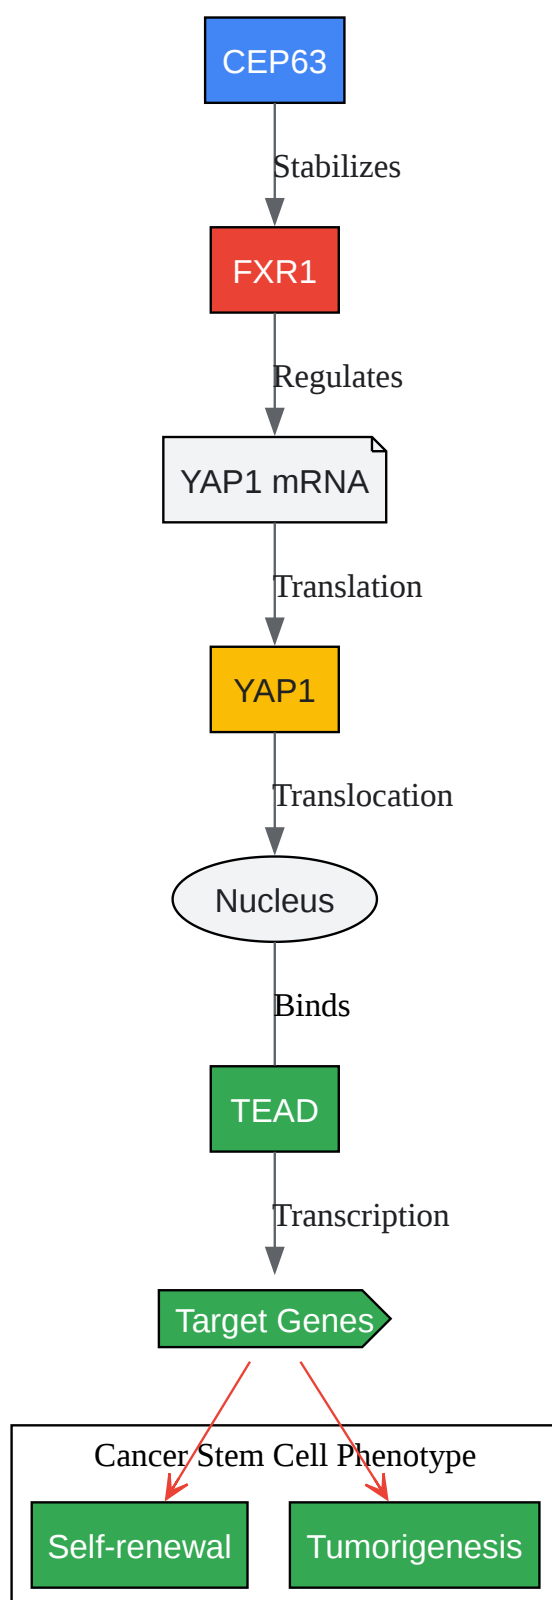 CEP63
Stabilizes
FXR1
Regulates
YAP1 mRNA
Translation
YAP1
Translocation
Nucleus
Binds
TEAD
Transcription
Target Genes
Cancer Stem Cell Phenotype
Self-renewal
Tumorigenesis